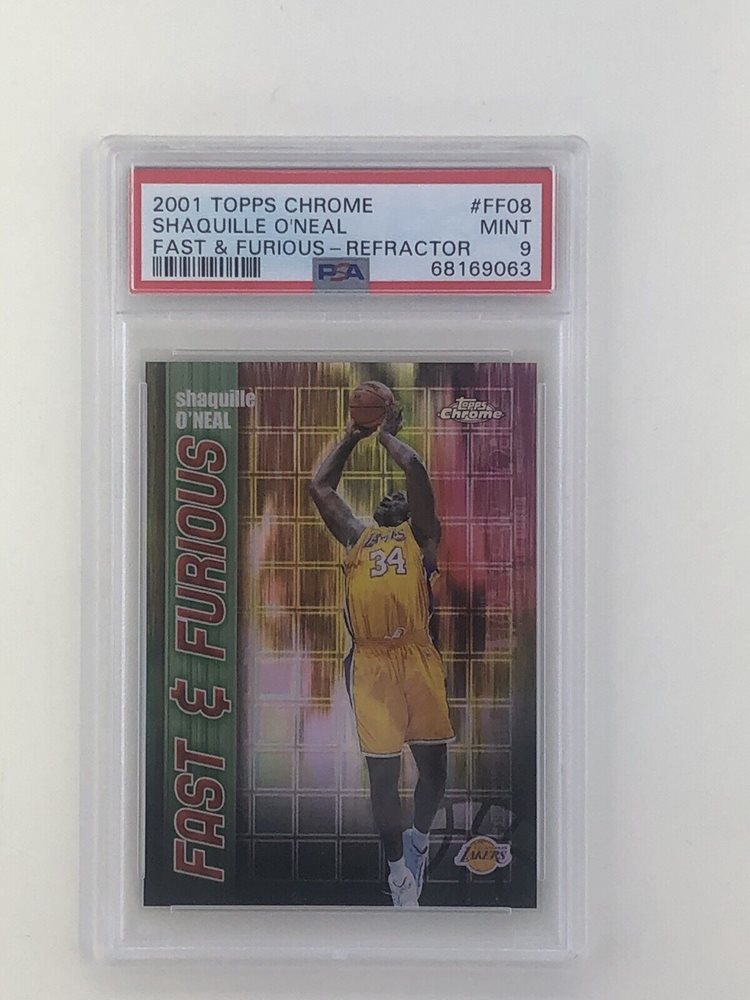 2001 TOPPS CHROME #FF08
SHAQUILLE O'NEAL MINT
FAST & FURIOUS – REFRACTOR 9
PSA 68169063
shaquille
O'NEAL
Topps
Chrome
FAST & FURIOUS
LAKERS
34
LAKERS